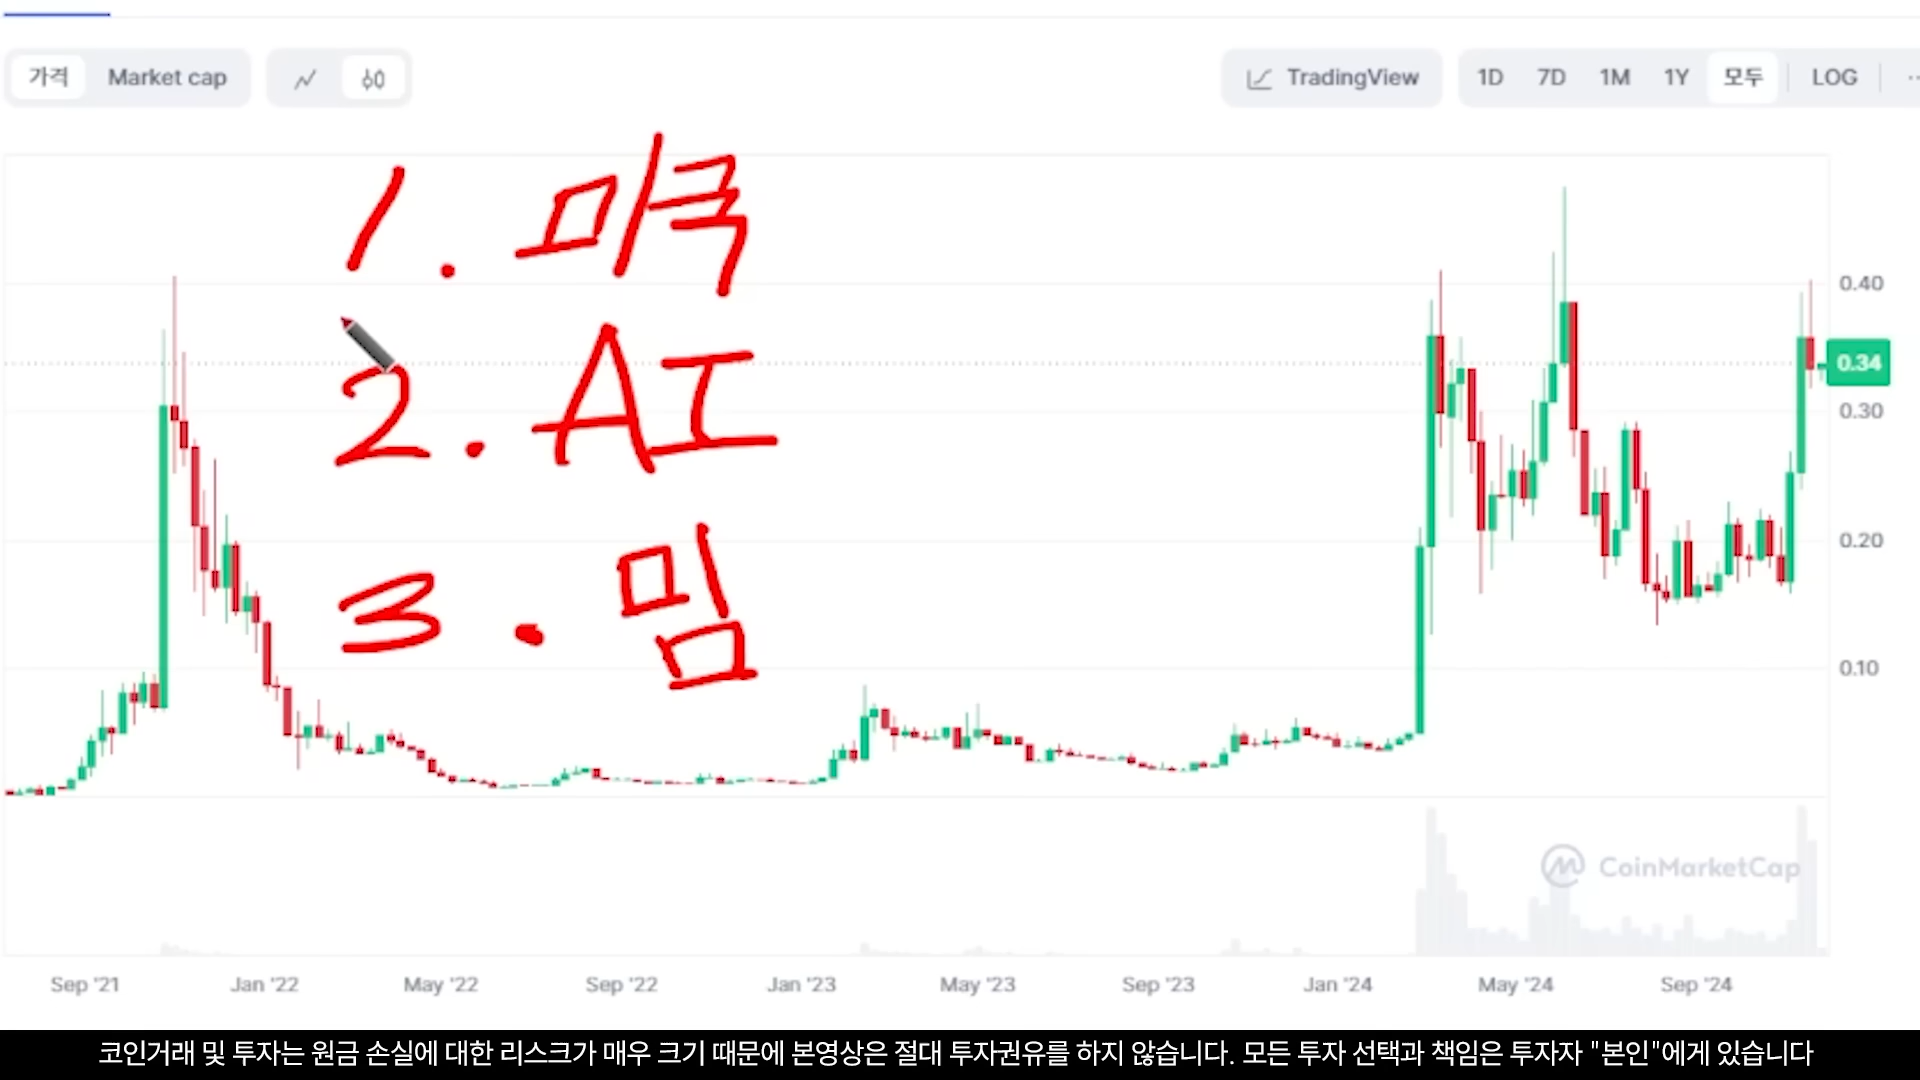 가격 Market cap TradingView 1D 7D 1M 1Y 모두 LOG
1. 미국
2. AI
3. 밈
0.40
0.34
0.30
0.20
0.10
CoinMarketCap
Sep '21 Jan '22 May '22 Sep '22 Jan '23 May '23 Sep '23 Jan '24 May '24 Sep '24
코인거래 및 투자는 원금 손실에 대한 리스크가 매우 크기 때문에 본영상은 절대 투자권유를 하지 않습니다. 모든 투자 선택과 책임은 투자자 "본인"에게 있습니다